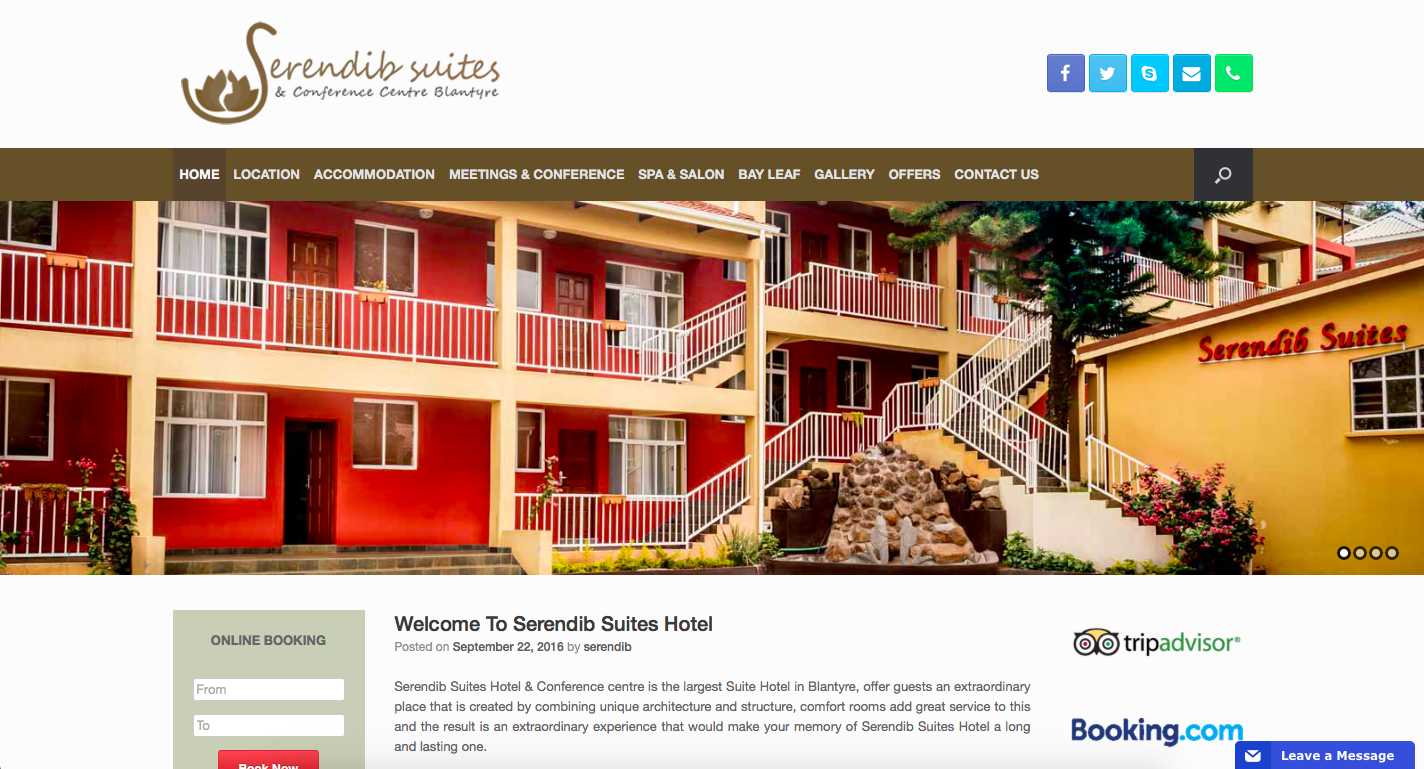 Serendib suites
& Conference Centre Blantyre
HOME LOCATION ACCOMMODATION MEETINGS & CONFERENCE SPA & SALON BAY LEAF GALLERY OFFERS CONTACT US
Serendib Suites
ONLINE BOOKING
From
To
Book Now
Welcome To Serendib Suites Hotel
Posted on September 22, 2016 by serendib
Serendib Suites Hotel & Conference centre is the largest Suite Hotel in Blantyre, offer guests an extraordinary
place that is created by combining unique architecture and structure, comfort rooms add great service to this
and the result is an extraordinary experience that would make your memory of Serendib Suites Hotel a long
and lasting one.
tripadvisor®
Booking.com
Leave a Message